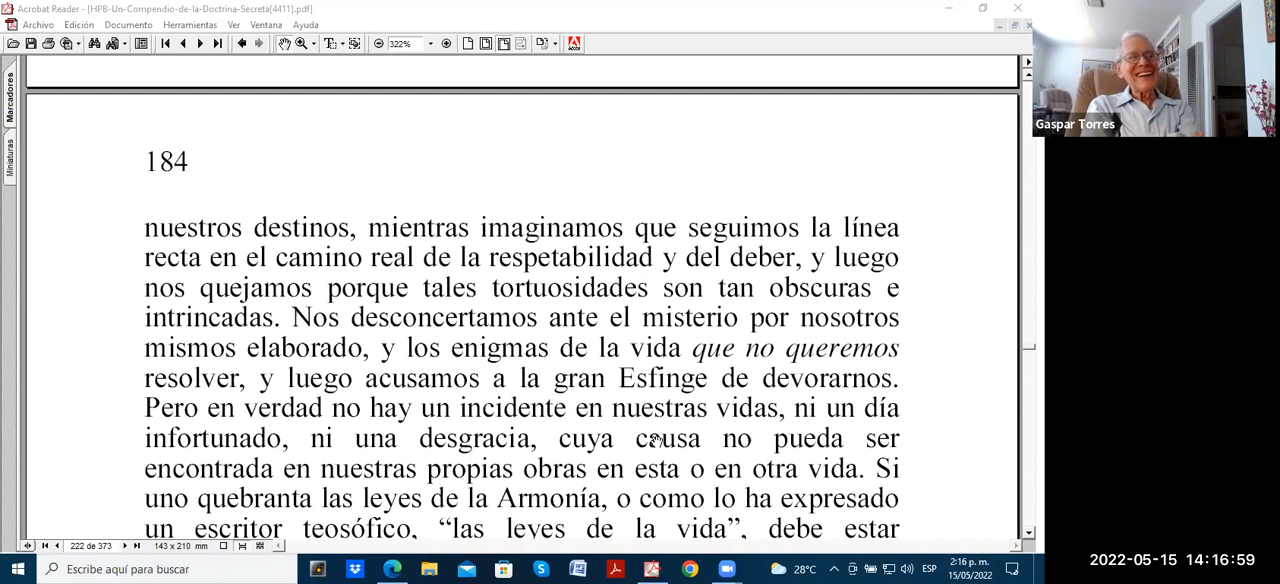 Acrobat Reader - [HPB-Un-Compendio-de-la-Doctrina-Secreta[4411].pdf]
Archivo Edición Documento Herramientas Ver Ventana Ayuda
322%
Marcadores
Miniaturas
184
nuestros destinos, mientras imaginamos que seguimos la línea
recta en el camino real de la respetabilidad y del deber, y luego
nos quejamos porque tales tortuosidades son tan obscuras e
intrincadas. Nos desconcertamos ante el misterio por nosotros
mismos elaborado, y los enigmas de la vida que no queremos
resolver, y luego acusamos a la gran Esfinge de devorarnos.
Pero en verdad no hay un incidente en nuestras vidas, ni un día
infortunado, ni una desgracia, cuya causa no pueda ser
encontrada en nuestras propias obras en esta o en otra vida. Si
uno quebranta las leyes de la Armonía, o como lo ha expresado
un escritor teosófico, “las leyes de la vida”, debe estar
222 de 373
143 x 210 mm
Gaspar Torres
Escribe aquí para buscar
28°C
ESP
2:16 p. m.
15/05/2022
2022-05-15 14:16:59